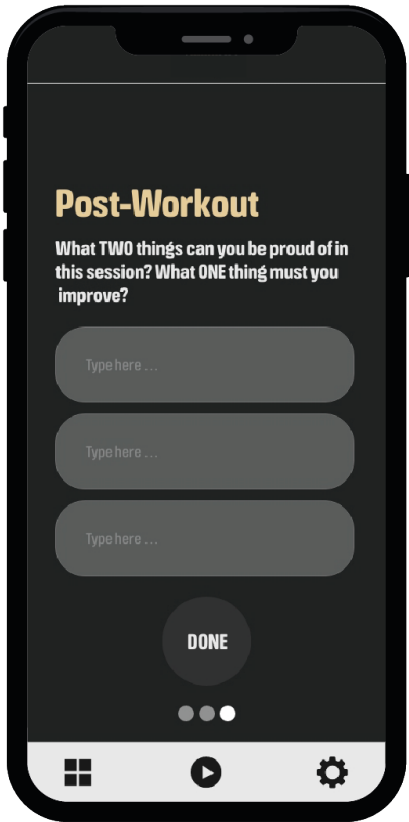 Post-Workout
What TWO things can you be proud of in
this session? What ONE thing must you
improve?
Type here ...
Type here ...
Type here ...
DONE